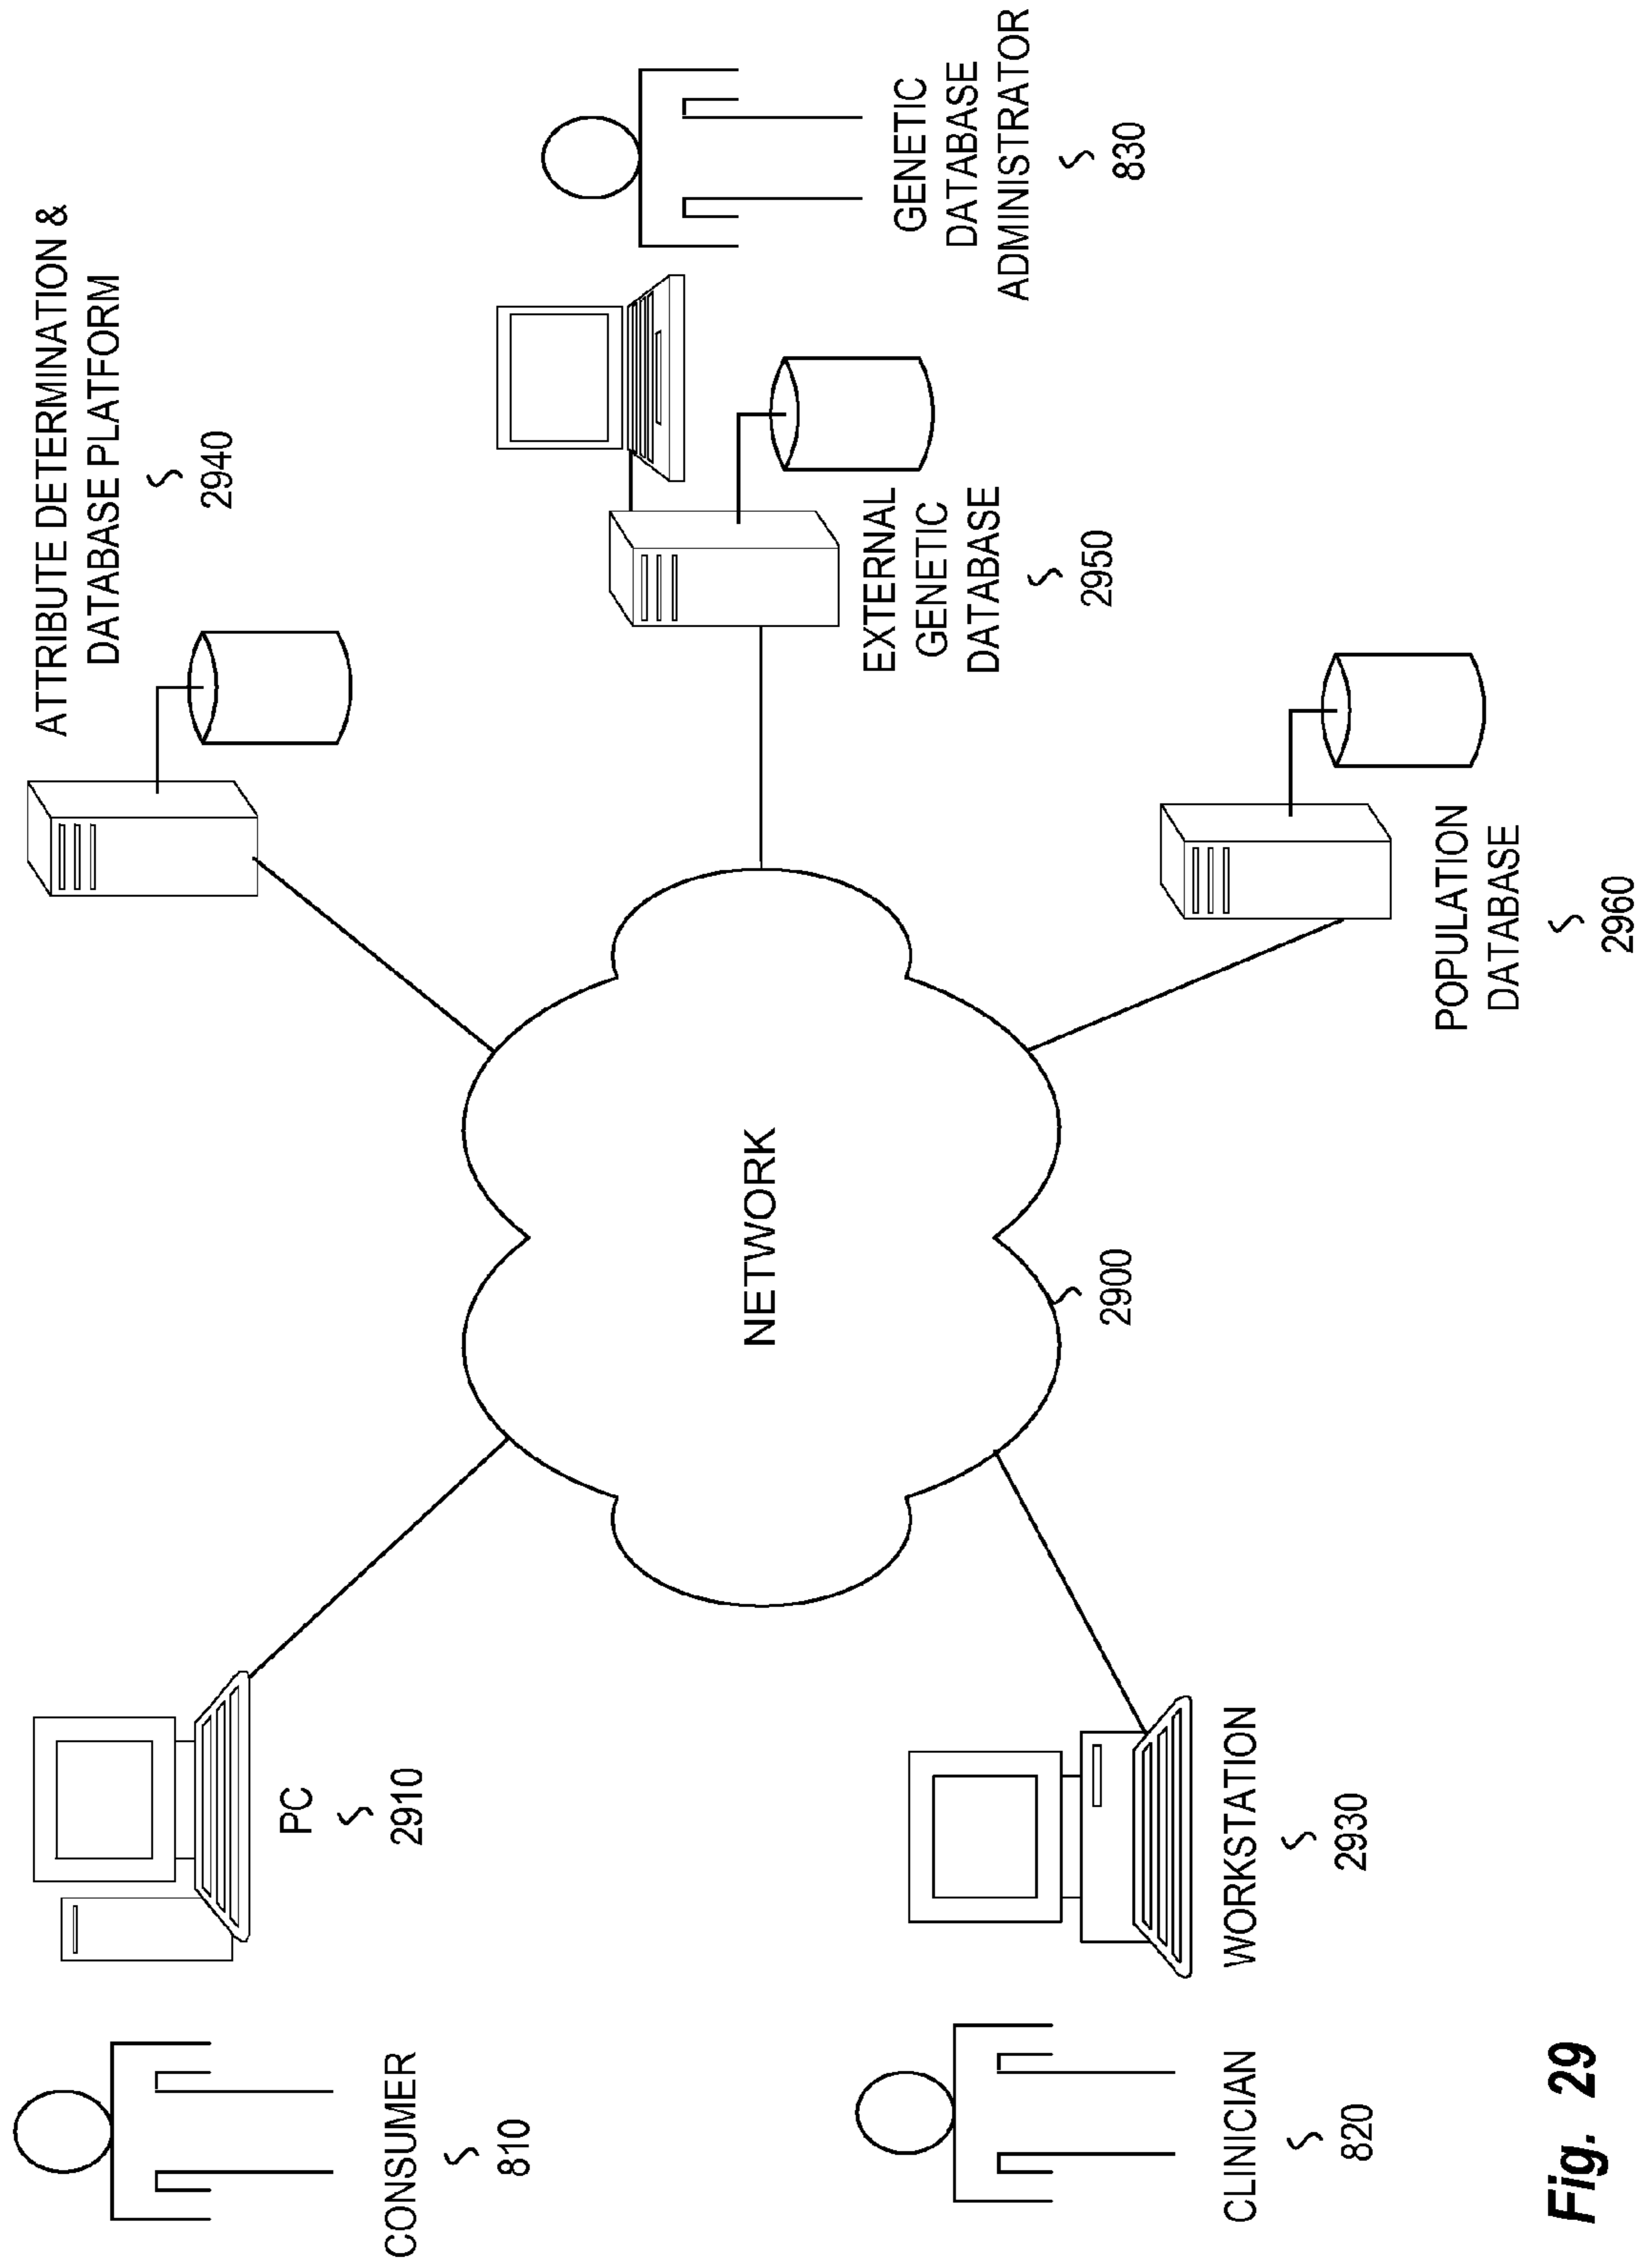 ATTRIBUTE DETERMINATION &
DATABASE PLATFORM
2940
CONSUMER
810
PC
2910
NETWORK
2900
EXTERNAL
GENETIC
DATABASE
2950
GENETIC
DATABASE
ADMINISTRATOR
830
CLINICIAN
820
WORKSTATION
2930
POPULATION
DATABASE
2960
Fig. 29